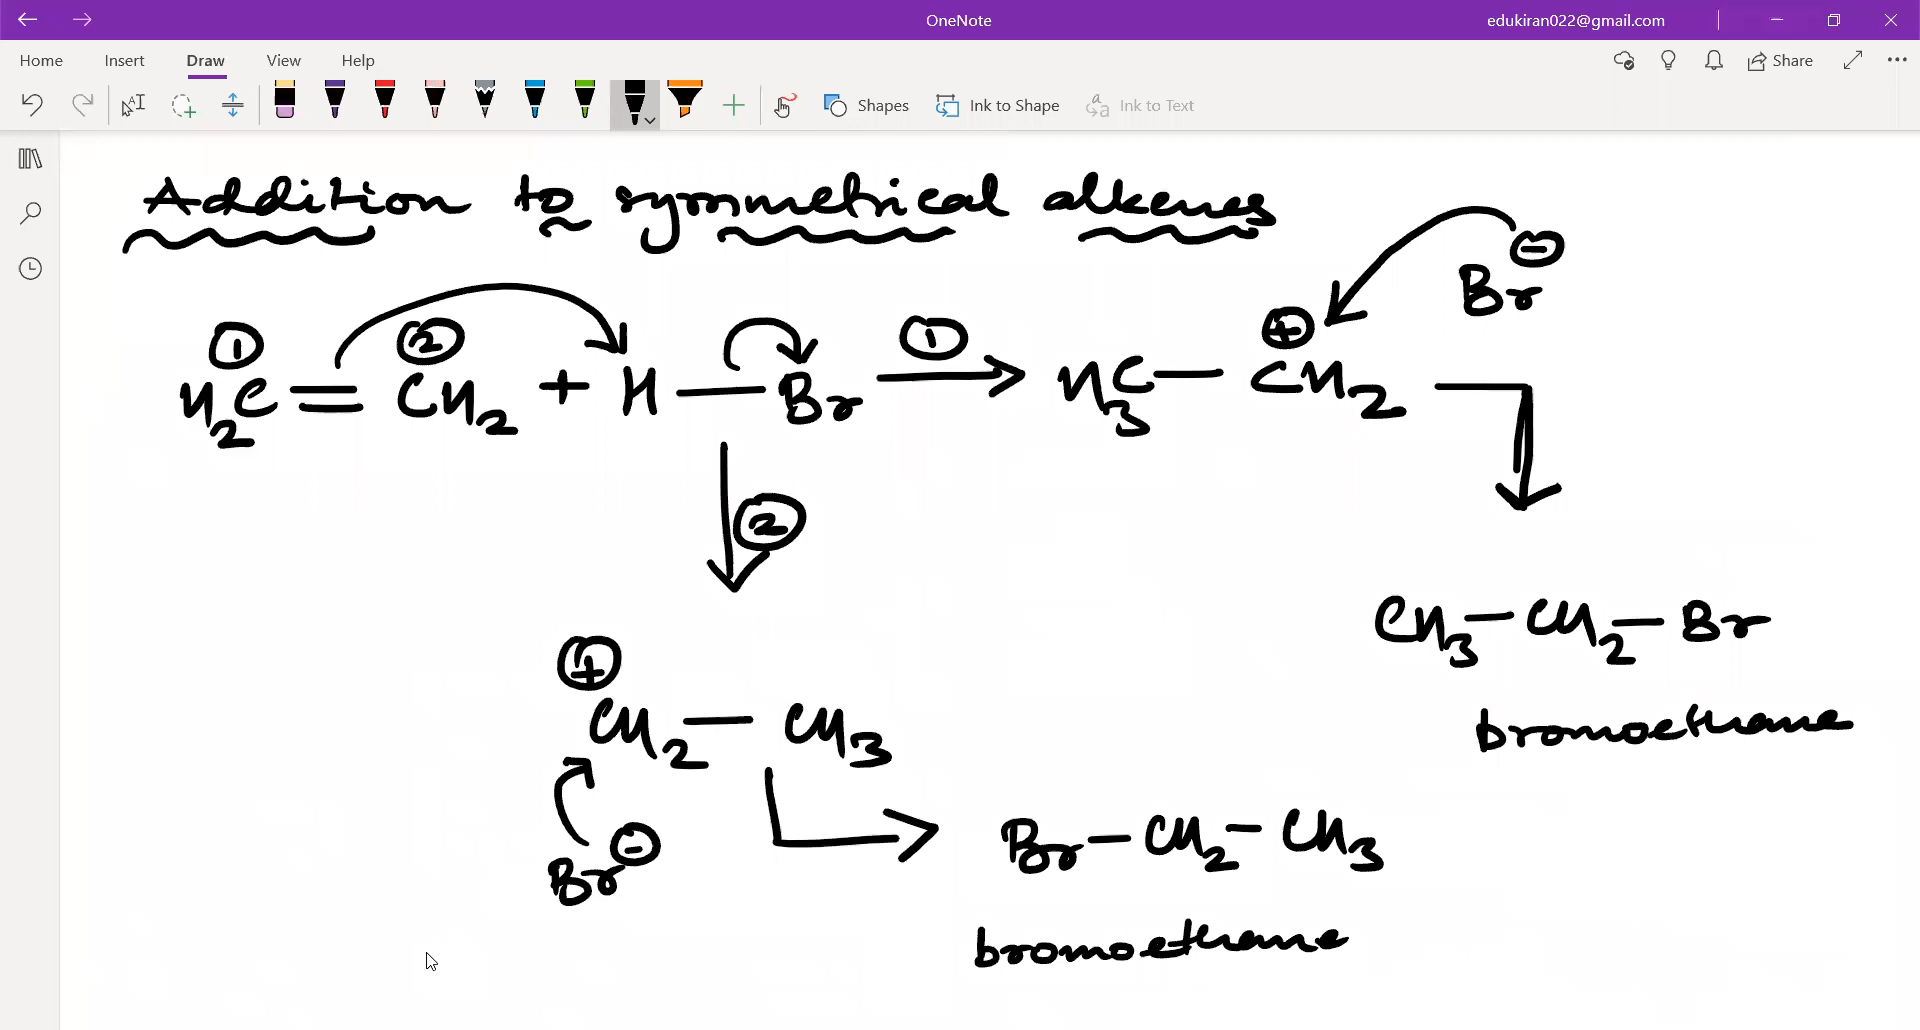 OneNote
edukiran022@gmail.com
Home Insert Draw View Help
Share
Shapes Ink to Shape Ink to Text
Addition to symmetrical alkenes
Br ⊖
① ② ① ⊕
H₂C = CH₂ + H — Br → H₃C — CH₂
②
CH₃ — CH₂ — Br
⊕
CH₂ — CH₃
bromoethane
Br ⊖
Br — CH₂ — CH₃
bromoethane